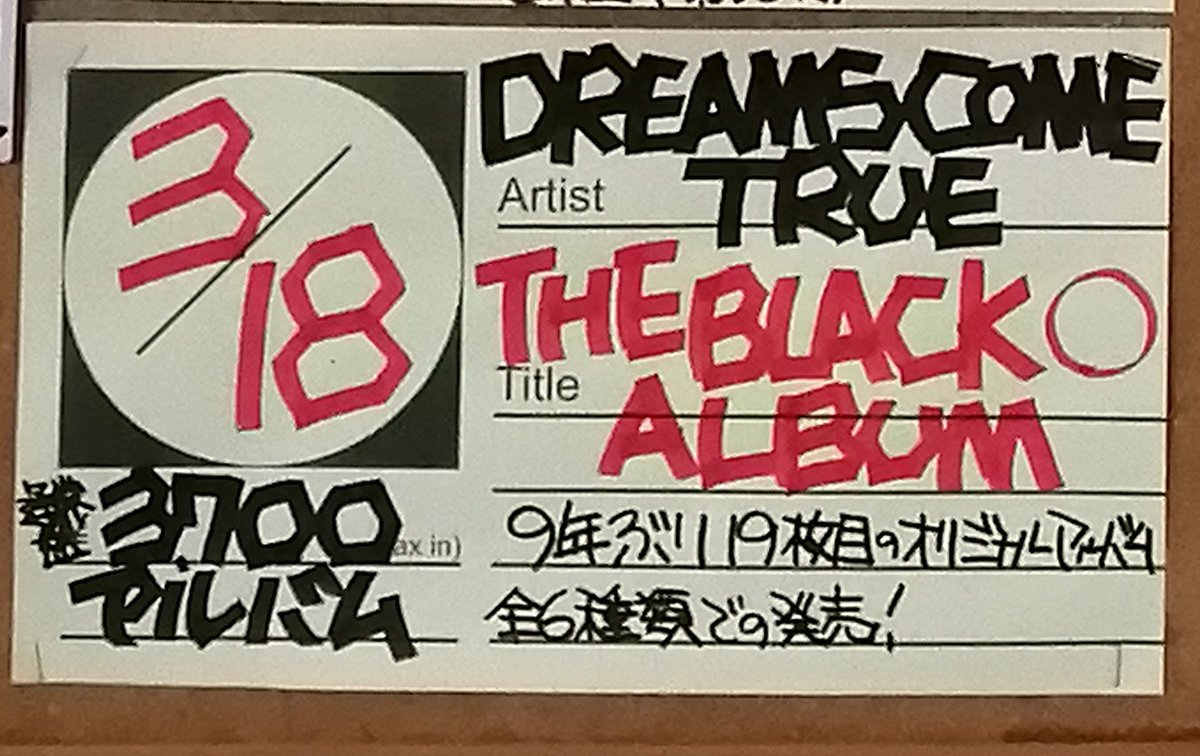 3/18
DREAMS COME
Artist TRUE
THE BLACK ◯
Title
ALBUM
3700
ax in)
アルバム
9年ぶり19枚目のオリジナルアルバム
全6種類での発売!